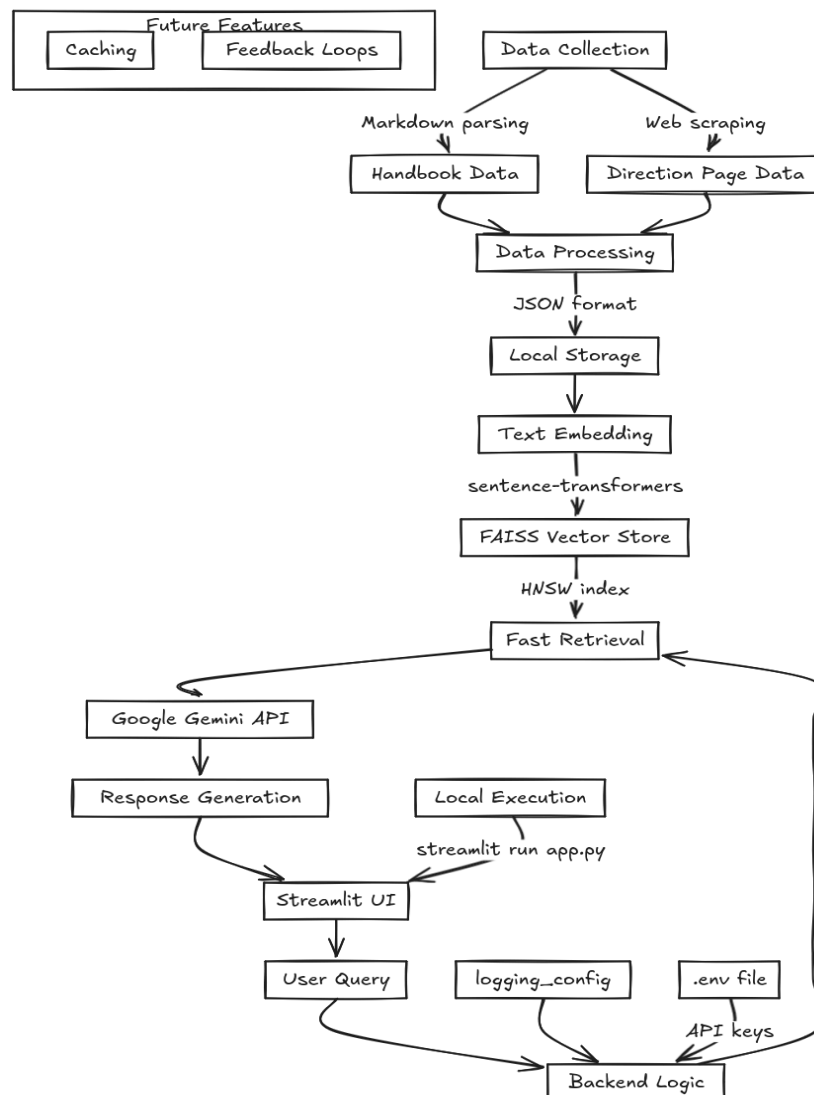 Future Features
Caching
Feedback Loops
Data Collection
Markdown parsing
Web scraping
Handbook Data
Direction Page Data
Data Processing
JSON format
Local Storage
Text Embedding
sentence-transformers
FAISS Vector Store
HNSW index
Fast Retrieval
Google Gemini API
Response Generation
Local Execution
streamlit run app.py
Streamlit UI
User Query
logging_config
.env file
API keys
Backend Logic